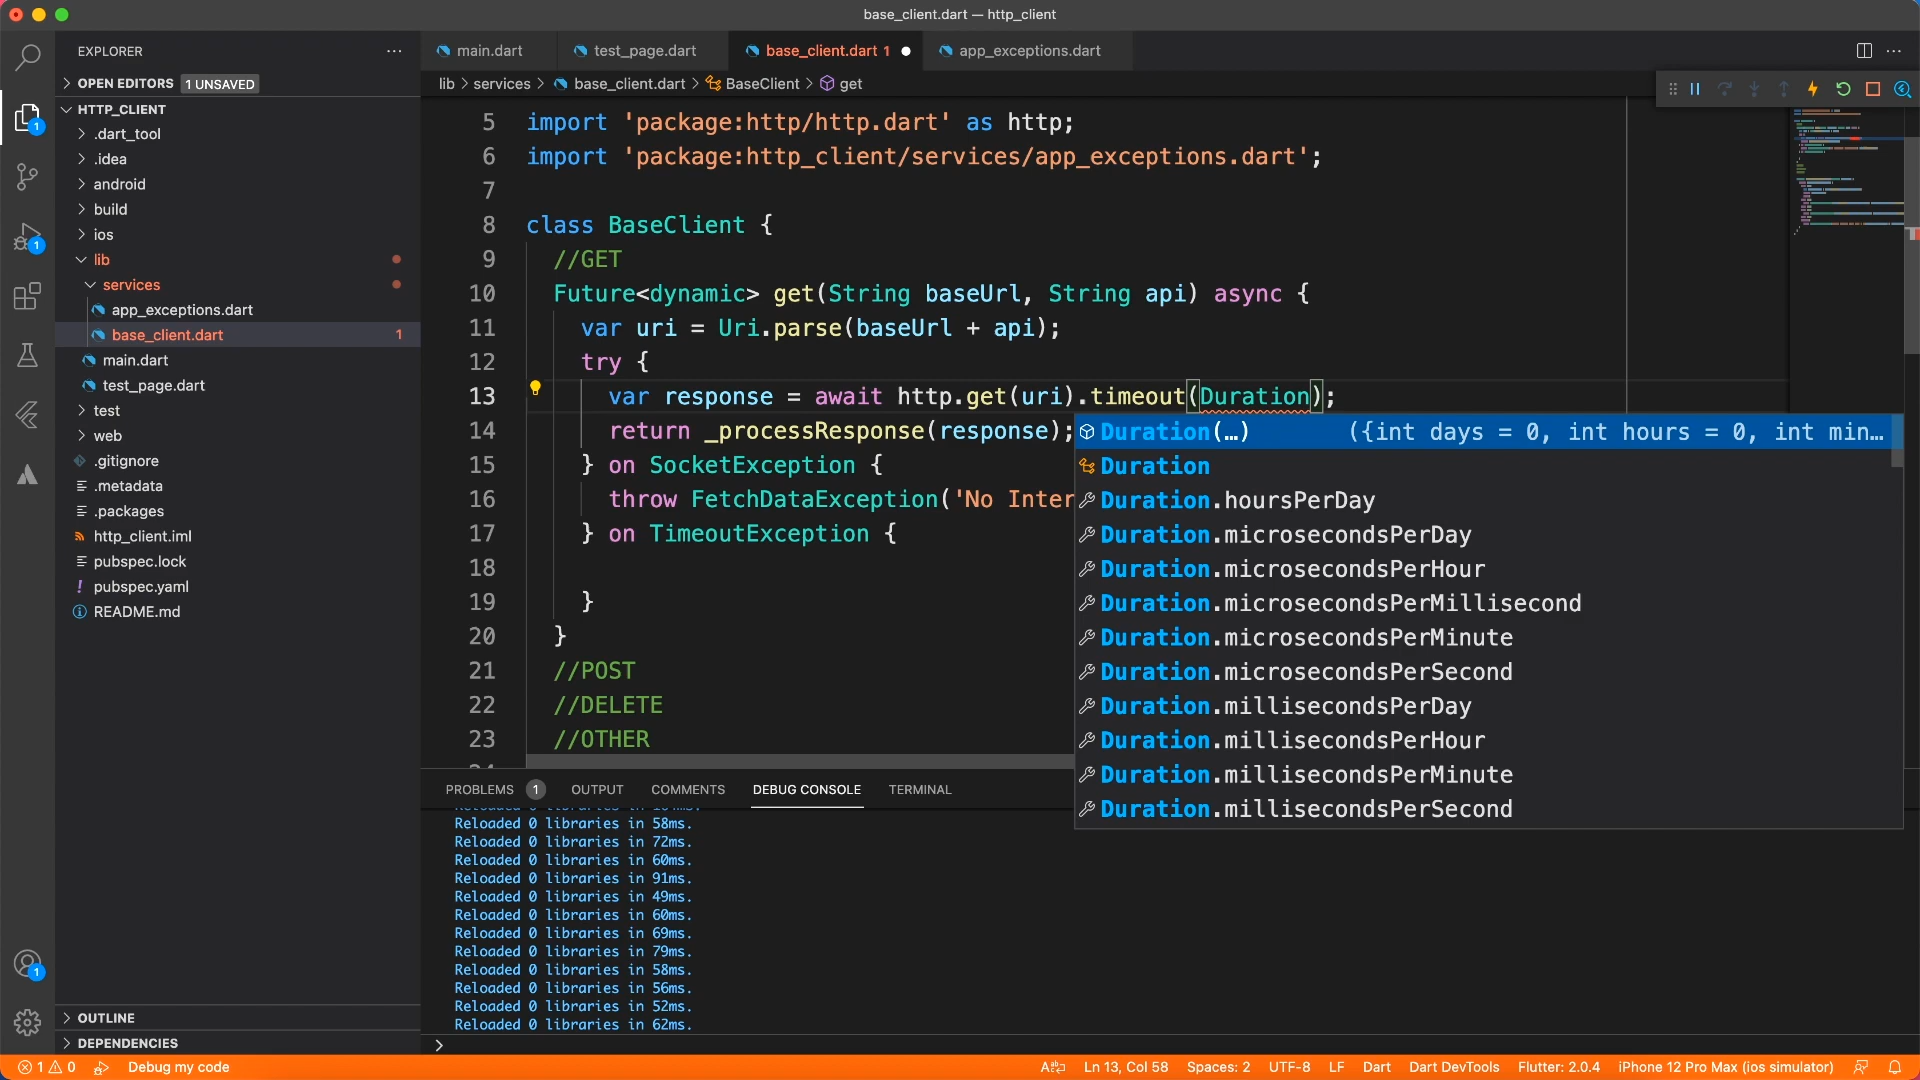 base_client.dart — http_client
EXPLORER
OPEN EDITORS 1 UNSAVED
HTTP_CLIENT
.dart_tool
.idea
android
build
ios
lib
services
app_exceptions.dart
base_client.dart 1
main.dart
test_page.dart
test
web
.gitignore
.metadata
.packages
http_client.iml
pubspec.lock
pubspec.yaml
README.md
OUTLINE
DEPENDENCIES
1
1
1
main.dart test_page.dart base_client.dart 1 app_exceptions.dart
lib > services > base_client.dart > BaseClient > get
5 import 'package:http/http.dart' as http;
6 import 'package:http_client/services/app_exceptions.dart';
7
8 class BaseClient {
9 //GET
10 Future<dynamic> get(String baseUrl, String api) async {
11 var uri = Uri.parse(baseUrl + api);
12 try {
13 var response = await http.get(uri).timeout(Duration);
14 return _processResponse(response);
15 } on SocketException {
16 throw FetchDataException('No Inter
17 } on TimeoutException {
18
19 }
20 }
21 //POST
22 //DELETE
23 //OTHER
Duration(…) ({int days = 0, int hours = 0, int min…
Duration
Duration.hoursPerDay
Duration.microsecondsPerDay
Duration.microsecondsPerHour
Duration.microsecondsPerMillisecond
Duration.microsecondsPerMinute
Duration.microsecondsPerSecond
Duration.millisecondsPerDay
Duration.millisecondsPerHour
Duration.millisecondsPerMinute
Duration.millisecondsPerSecond
PROBLEMS 1 OUTPUT COMMENTS DEBUG CONSOLE TERMINAL
Reloaded 0 libraries in 58ms.
Reloaded 0 libraries in 72ms.
Reloaded 0 libraries in 60ms.
Reloaded 0 libraries in 91ms.
Reloaded 0 libraries in 49ms.
Reloaded 0 libraries in 60ms.
Reloaded 0 libraries in 69ms.
Reloaded 0 libraries in 79ms.
Reloaded 0 libraries in 58ms.
Reloaded 0 libraries in 56ms.
Reloaded 0 libraries in 52ms.
Reloaded 0 libraries in 62ms.
1 0 Debug my code Ln 13, Col 58 Spaces: 2 UTF-8 LF Dart Dart DevTools Flutter: 2.0.4 iPhone 12 Pro Max (ios simulator)